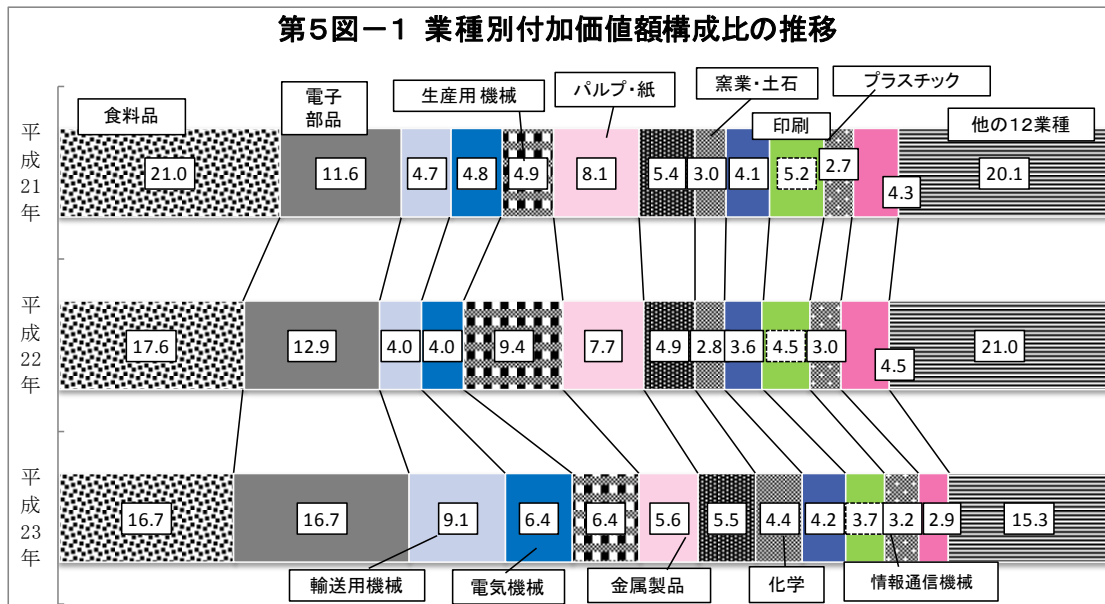 第5図－1 業種別付加価値額構成比の推移
食料品
電子
部品
生産用機械
パルプ・紙
窯業・土石
印刷
プラスチック
他の12業種
平成21年
21.0
11.6
4.7
4.8
4.9
8.1
5.4
3.0
4.1
5.2
2.7
4.3
20.1
平成22年
17.6
12.9
4.0
4.0
9.4
7.7
4.9
2.8
3.6
4.5
3.0
4.5
21.0
平成23年
16.7
16.7
9.1
6.4
6.4
5.6
5.5
4.4
4.2
3.7
3.2
2.9
15.3
輸送用機械
電気機械
金属製品
化学
情報通信機械